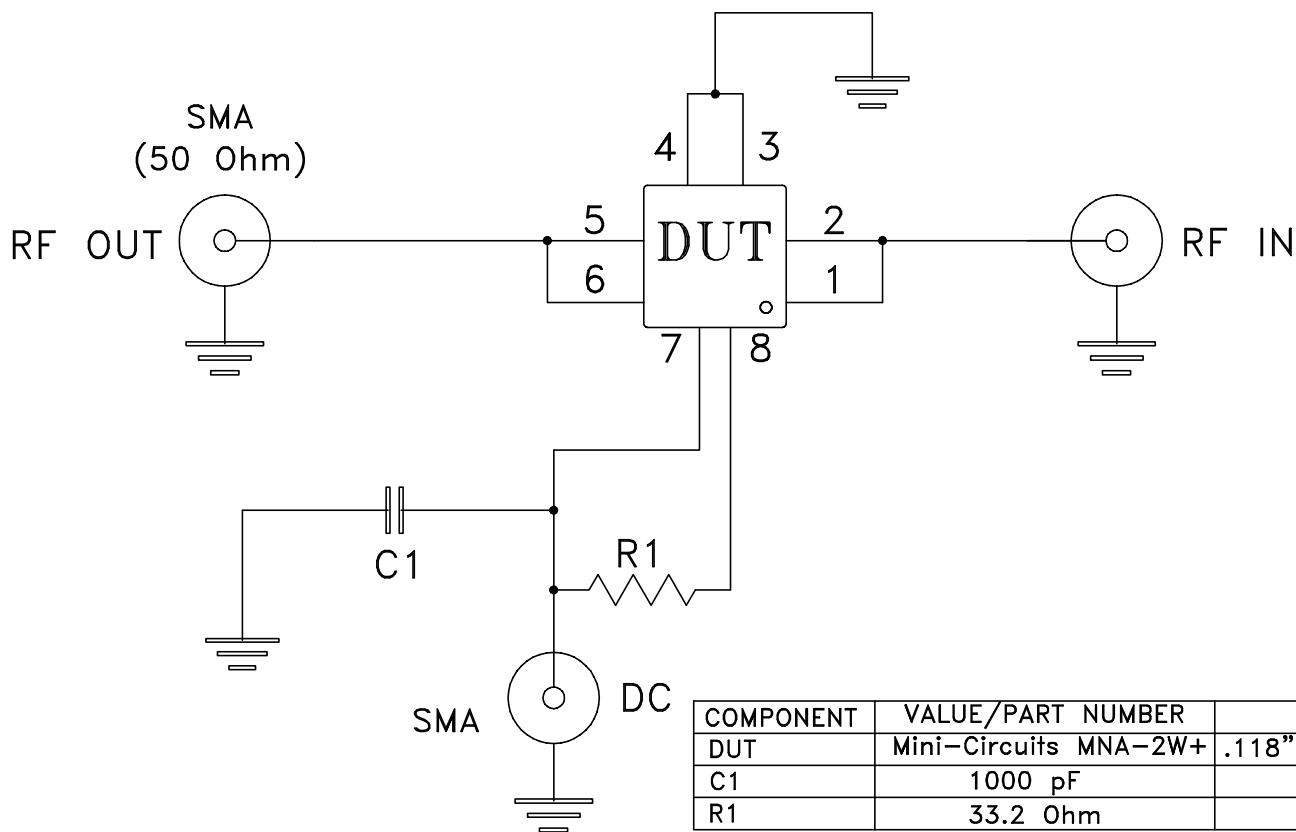 SMA
(50 Ohm)
4
3
RF OUT
5
DUT
2
RF IN
6
1
7
8
R1
C1
SMA
DC
COMPONENT VALUE/PART NUMBER
DUT Mini-Circuits MNA-2W+ .118”
C1 1000 pF
R1 33.2 Ohm